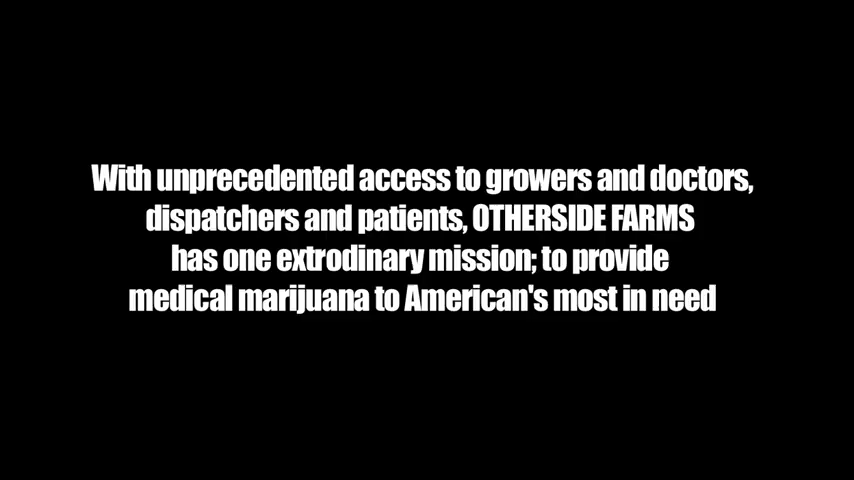 With unprecedented access to growers and doctors,
dispatchers and patients, OTHERSIDE FARMS
has one extrodinary mission; to provide
medical marijuana to American's most in need